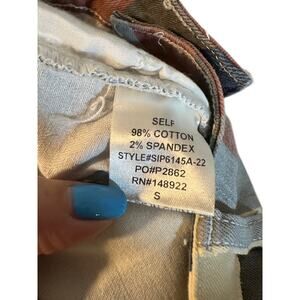 SELF
98% COTTON
2% SPANDEX
STYLE#SIP6145A-22
PO#P2862
RN#148922
S